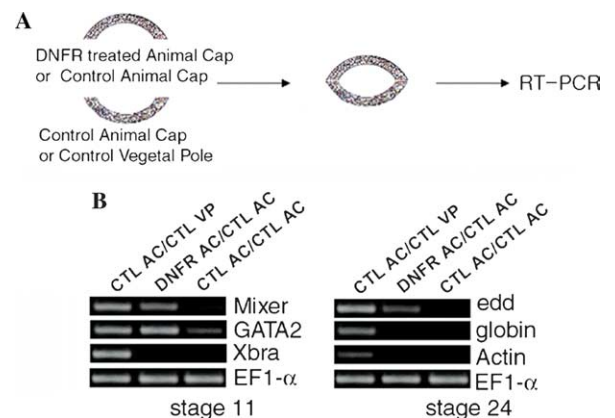 A
DNFR treated Animal Cap
or Control Animal Cap
Control Animal Cap
or Control Vegetal Pole
RT-PCR
B
CTL AC/CTL VP
DNFR AC/CTL AC
CTL AC/CTL AC
Mixer
GATA2
Xbra
EF1-α
stage 11
CTL AC/CTL VP
DNFR AC/CTL AC
CTL AC/CTL AC
edd
globin
Actin
EF1-α
stage 24